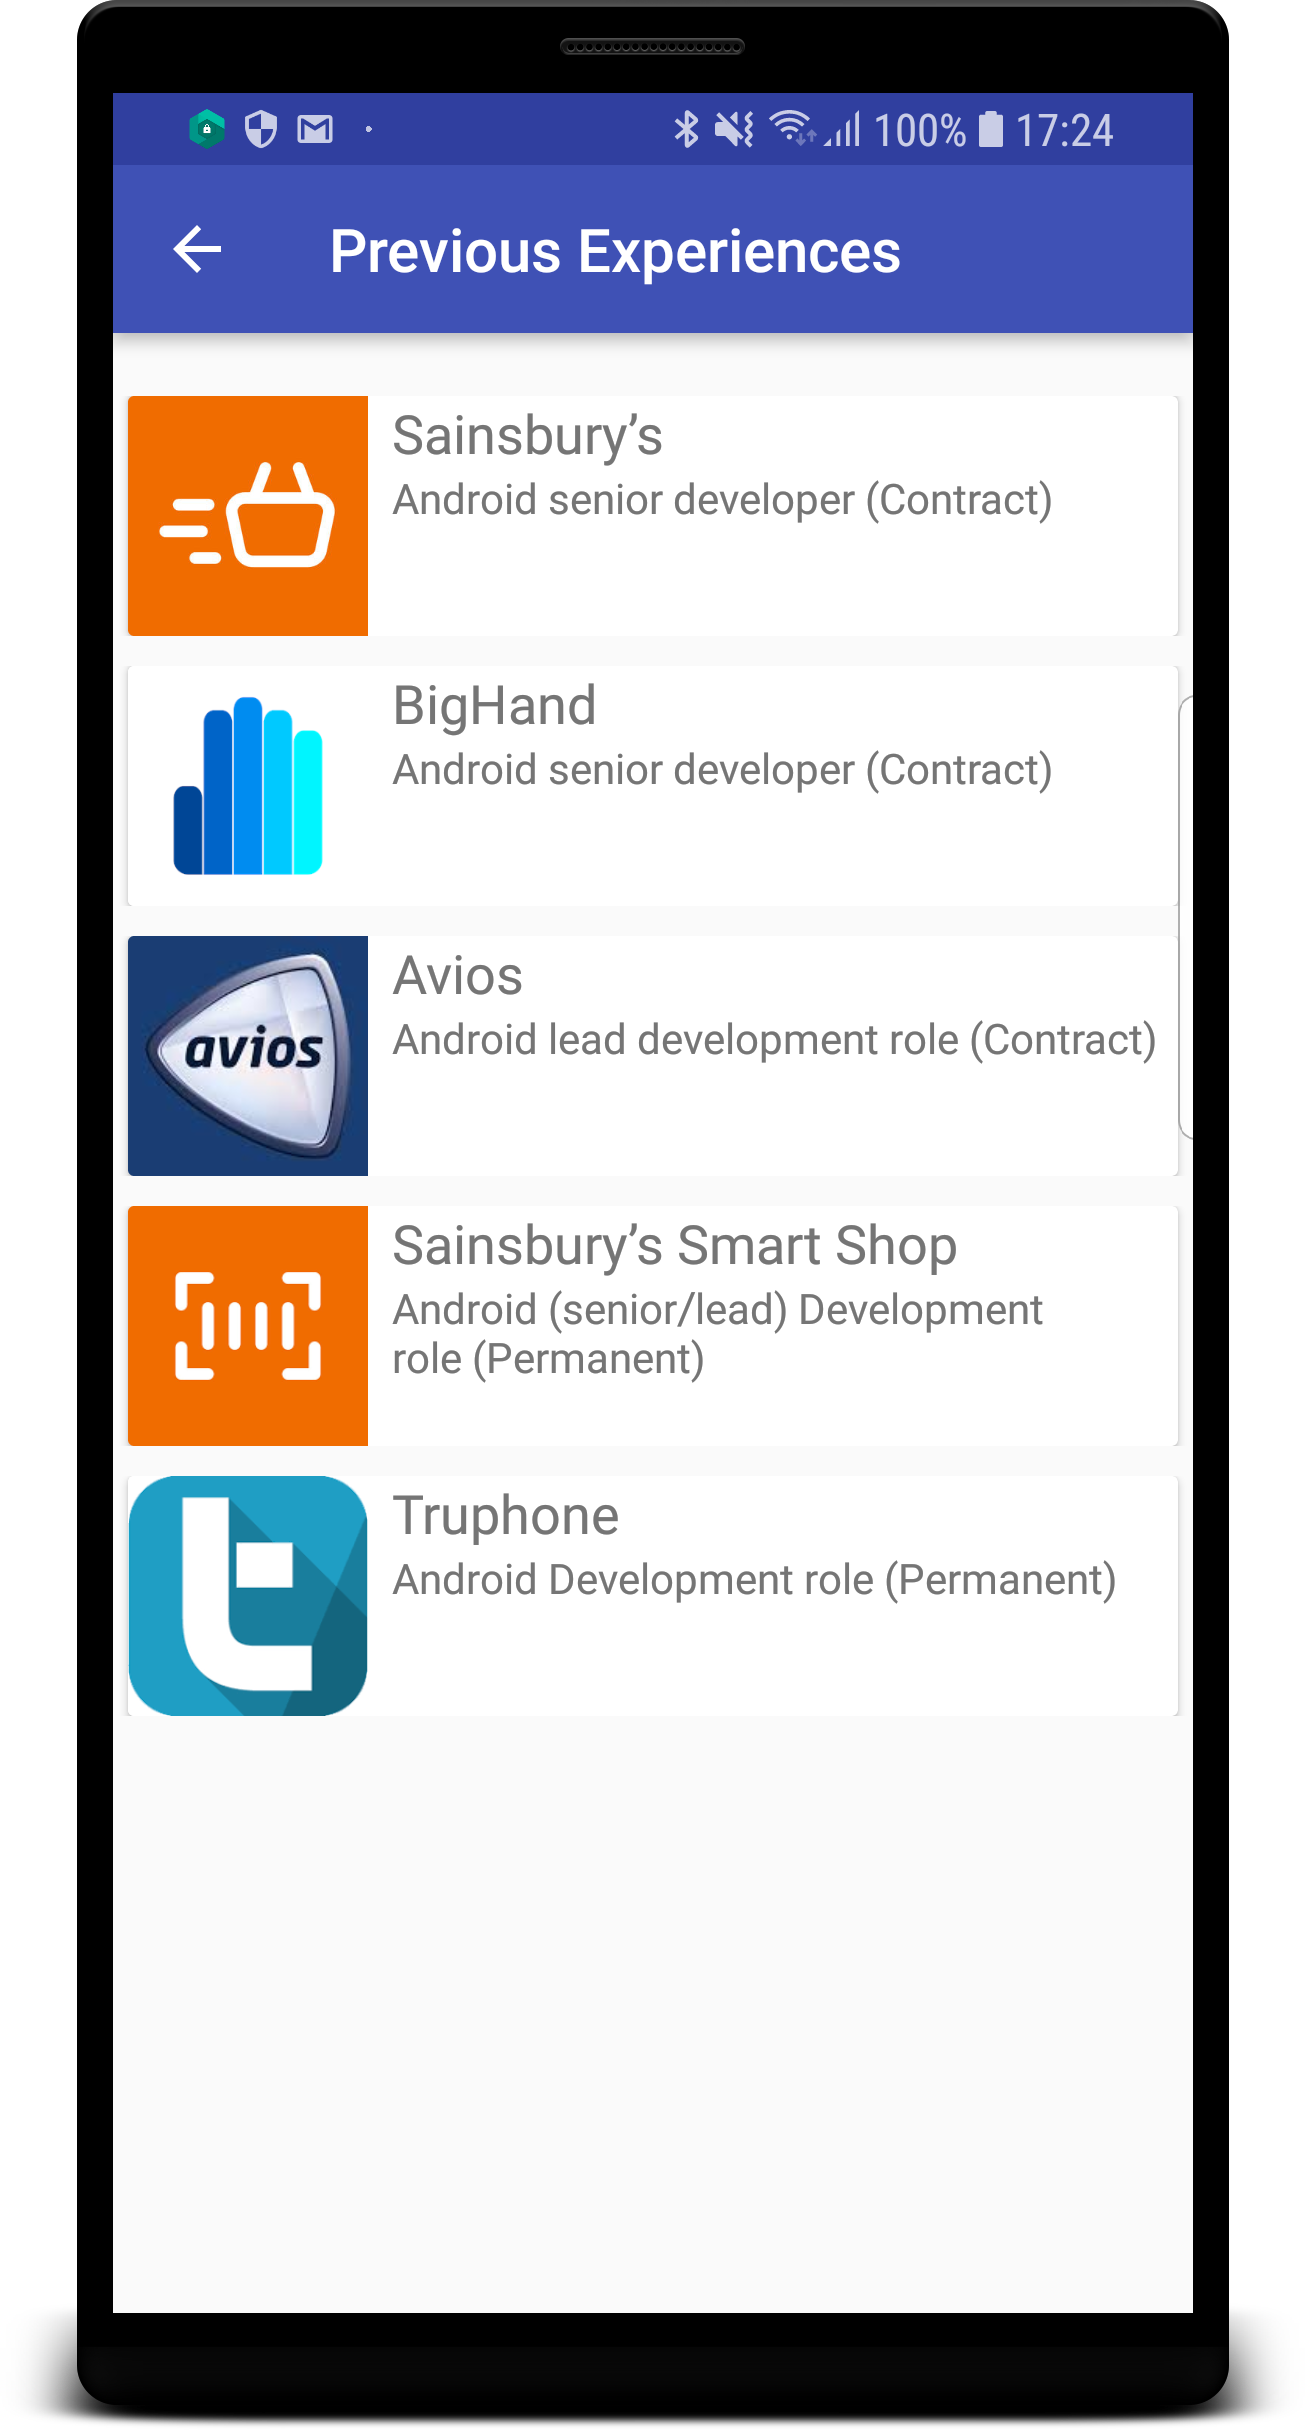 100% 17:24
Previous Experiences
Sainsbury’s
Android senior developer (Contract)
BigHand
Android senior developer (Contract)
avios
Avios
Android lead development role (Contract)
Sainsbury’s Smart Shop
Android (senior/lead) Development
role (Permanent)
Truphone
Android Development role (Permanent)